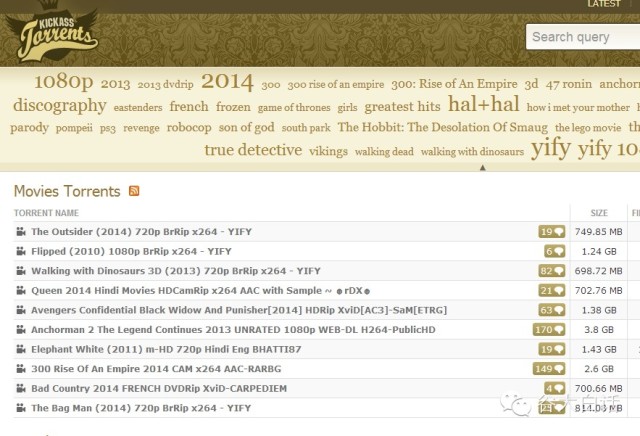 LATEST
KICKASS
Torrents
Search query
1080p 2013 2013 dvdrip 2014 300 300 rise of an empire 300: Rise of An Empire 3d 47 ronin anchorm
discography eastenders french frozen game of thrones girls greatest hits hal+hal how i met your mother
parody pompeii ps3 revenge robocop son of god south park The Hobbit: The Desolation Of Smaug the lego movie th
true detective vikings walking dead walking with dinosaurs yify yify 10
Movies Torrents
TORRENT NAME SIZE FI
The Outsider (2014) 720p BrRip x264 - YIFY 19 749.85 MB
Flipped (2010) 1080p BrRip x264 - YIFY 6 1.24 GB
Walking with Dinosaurs 3D (2013) 720p BrRip x264 - YIFY 82 698.72 MB
Queen 2014 Hindi Movies HDCamRip x264 AAC with Sample ~ ☻rDX☻ 21 702.76 MB
Avengers Confidential Black Widow And Punisher[2014] HDRip XviD[AC3]-SaM[ETRG] 63 1.38 GB
Anchorman 2 The Legend Continues 2013 UNRATED 1080p WEB-DL H264-PublicHD 170 3.8 GB
Elephant White (2011) m-HD 720p Hindi Eng BHATTI87 19 1.43 GB
300 Rise Of An Empire 2014 CAM x264 AAC-RARBG 149 2.6 GB
Bad Country 2014 FRENCH DVDRip XviD-CARPEDIEM 4 700.66 MB
The Bag Man (2014) 720p BrRip x264 - YIFY 814.08 MB